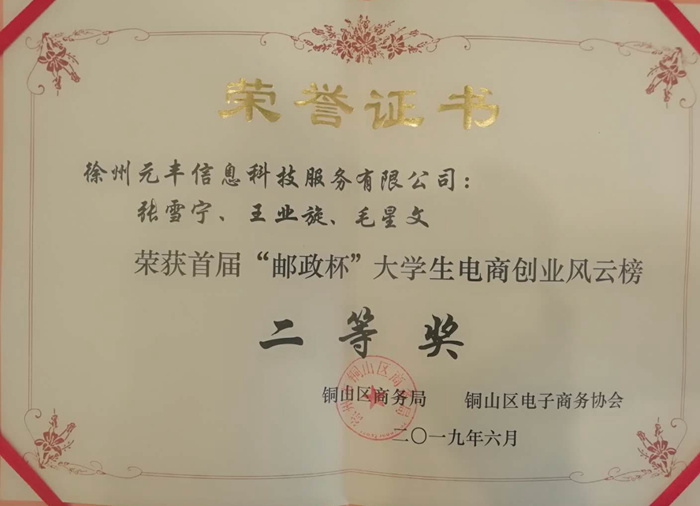 荣誉证书
徐州元丰信息科技服务有限公司：
张雪宁、王业旋、毛星文
荣获首届“邮政杯”大学生电商创业风云榜
二等奖
铜山区商务局 铜山区电子商务协会
二〇一九年六月